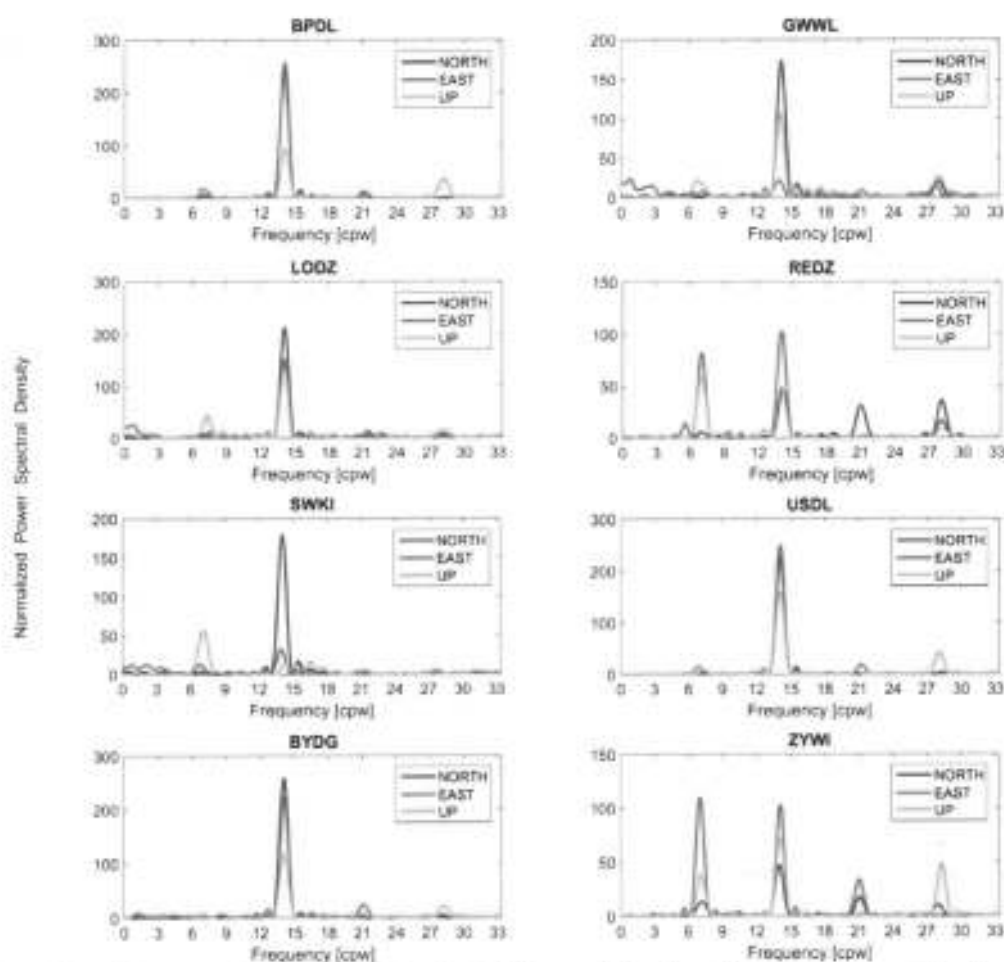 BPDL
300
200
100
0
NORTH
EAST
UP
0 3 6 9 12 15 18 21 24 27 30 33
Frequency [cpw]
GWWL
200
150
100
50
0
NORTH
EAST
UP
0 3 6 9 12 15 18 21 24 27 30 33
Frequency [cpw]
LODZ
300
200
100
0
NORTH
EAST
UP
0 3 6 9 12 15 18 21 24 27 30 33
Frequency [cpw]
REDZ
150
100
50
0
NORTH
EAST
UP
0 3 6 9 12 15 18 21 24 27 30 33
Frequency [cpw]
Normalized Power Spectral Density
SWKI
200
150
100
50
0
NORTH
EAST
UP
0 3 6 9 12 15 18 21 24 27 30 33
Frequency [cpw]
USDL
300
200
100
0
NORTH
EAST
UP
0 3 6 9 12 15 18 21 24 27 30 33
Frequency [cpw]
BYDG
300
200
100
0
NORTH
EAST
UP
0 3 6 9 12 15 18 21 24 27 30 33
Frequency [cpw]
ZYWI
150
100
50
0
NORTH
EAST
UP
0 3 6 9 12 15 18 21 24 27 30 33
Frequency [cpw]